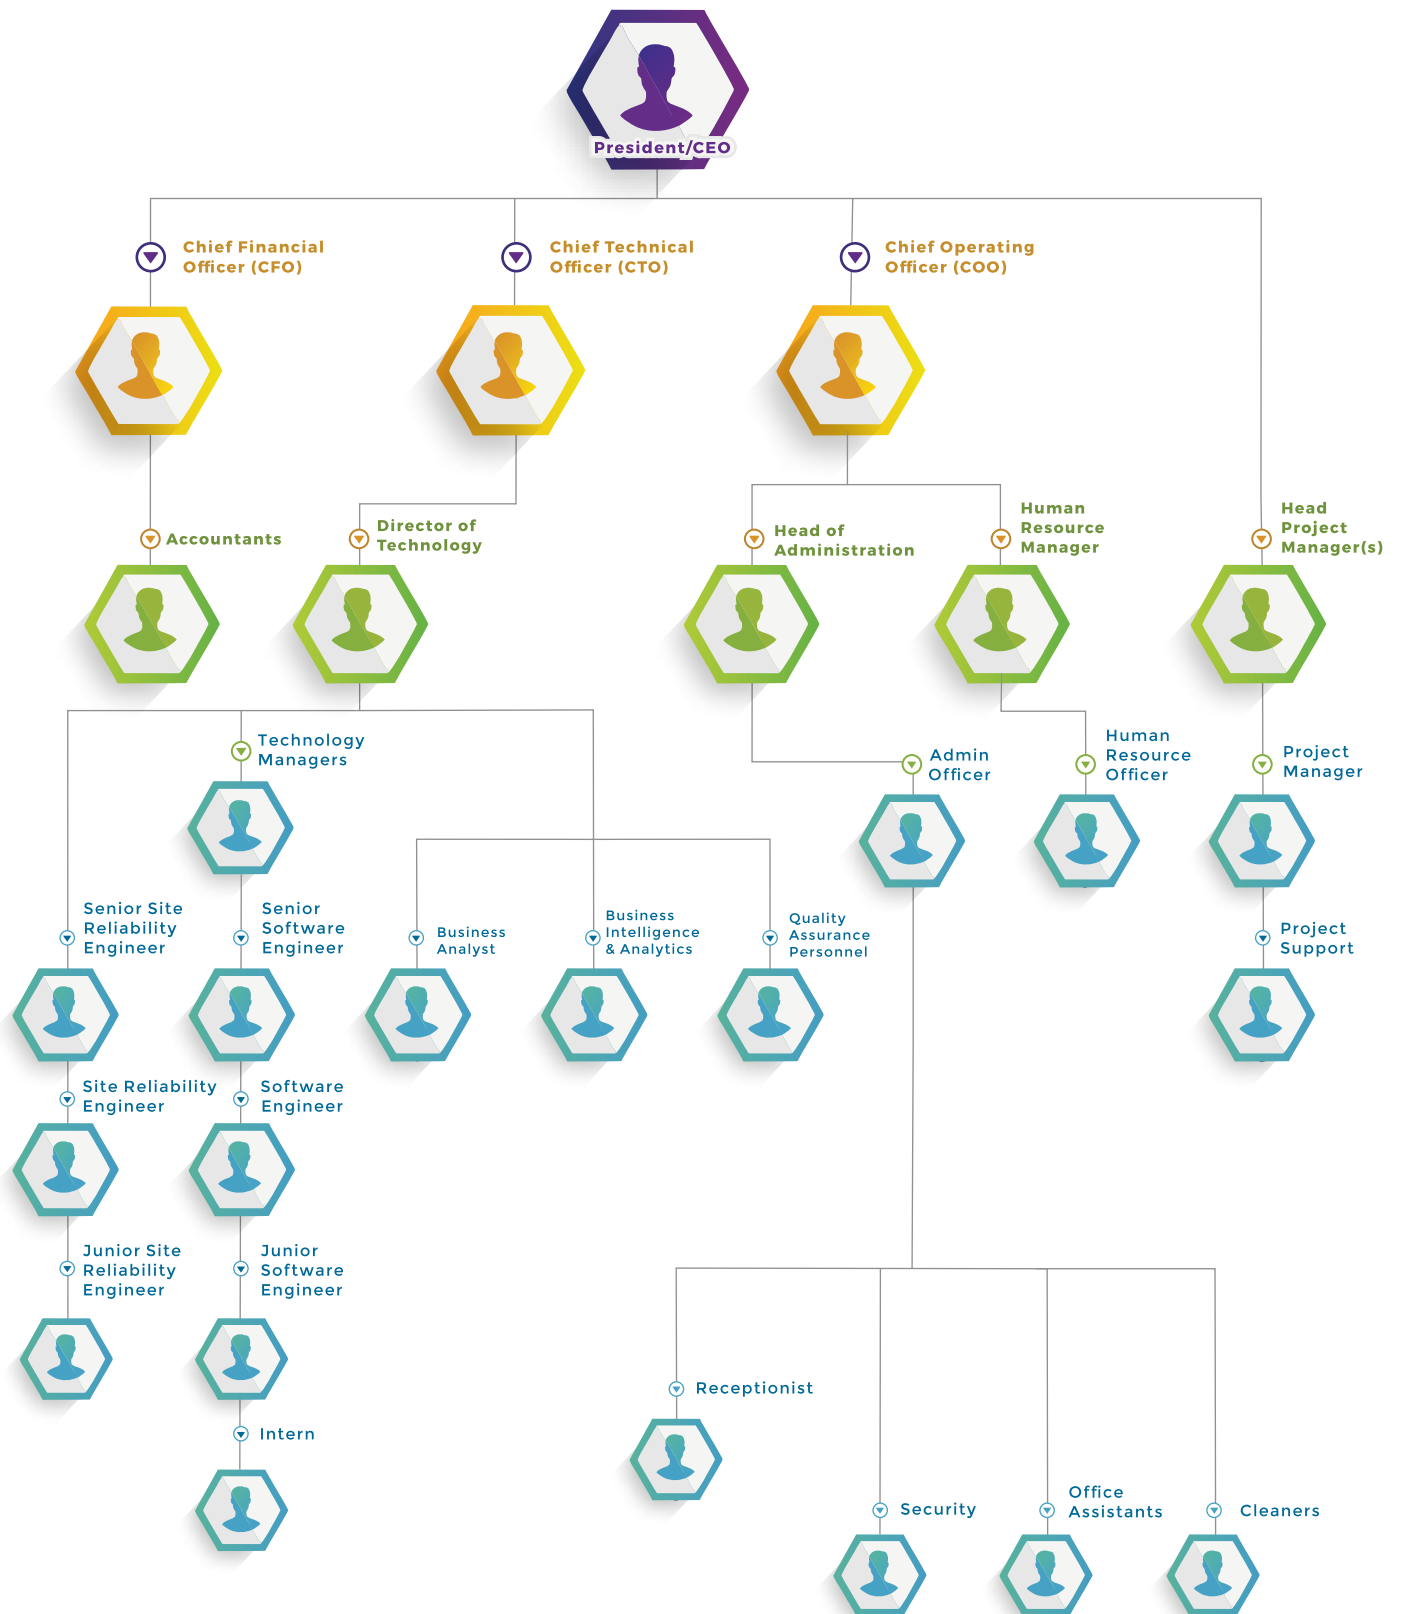 President/CEO
Chief Financial
Officer (CFO)
Chief Technical
Officer (CTO)
Chief Operating
Officer (COO)
Accountants
Director of
Technology
Head of
Administration
Human
Resource
Manager
Head
Project
Manager(s)
Technology
Managers
Admin
Officer
Human
Resource
Officer
Project
Manager
Senior Site
Reliability
Engineer
Senior
Software
Engineer
Business
Analyst
Business
Intelligence
& Analytics
Quality
Assurance
Personnel
Project
Support
Site Reliability
Engineer
Software
Engineer
Junior Site
Reliability
Engineer
Junior
Software
Engineer
Receptionist
Intern
Security
Office
Assistants
Cleaners